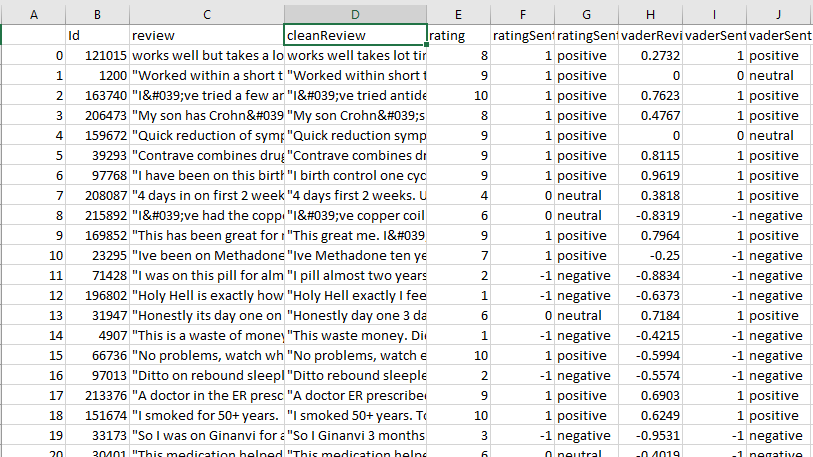 A B C D E F G H I J
Id review cleanReview rating ratingSent ratingSent vaderRevi vaderSent vaderSent
0 121015 works well but takes a lo works well takes lot tir 8 1 positive 0.2732 1 positive
1 1200 "Worked within a short t "Worked within short t 9 1 positive 0 0 neutral
2 163740 "I&#039;ve tried a few ar "I&#039;ve tried antide 10 1 positive 0.7623 1 positive
3 206473 "My son has Crohn&#039 "My son Crohn&#039;s 8 1 positive 0.4767 1 positive
4 159672 "Quick reduction of symp "Quick reduction symp 9 1 positive 0 0 neutral
5 39293 "Contrave combines drug "Contrave combines dr 9 1 positive 0.8115 1 positive
6 97768 "I have been on this birth "I birth control one cyc 9 1 positive 0.9619 1 positive
7 208087 "4 days in on first 2 week "4 days first 2 weeks. U 4 0 neutral 0.3818 1 positive
8 215892 "I&#039;ve had the coppe "I&#039;ve copper coil 6 0 neutral -0.8319 -1 negative
9 169852 "This has been great for "This great me. I&#039 9 1 positive 0.7964 1 positive
10 23295 "Ive been on Methadone "Ive Methadone ten ye 7 1 positive -0.25 -1 negative
11 71428 "I was on this pill for alm "I pill almost two years 2 -1 negative -0.8834 -1 negative
12 196802 "Holy Hell is exactly how "Holy Hell exactly I fee 1 -1 negative -0.6373 -1 negative
13 31947 "Honestly its day one on "Honestly day one 3 da 6 0 neutral 0.7184 1 positive
14 4907 "This is a waste of money "This waste money. Di 1 -1 negative -0.4215 -1 negative
15 66736 "No problems, watch wh "No problems, watch e 10 1 positive -0.5994 -1 negative
16 97013 "Ditto on rebound sleepl "Ditto rebound sleeple 2 -1 negative -0.5574 -1 negative
17 213376 "A doctor in the ER presc "A doctor ER prescribe 9 1 positive 0.6903 1 positive
18 151674 "I smoked for 50+ years. "I smoked 50+ years. To 10 1 positive 0.6249 1 positive
19 33173 "So I was on Ginanvi for a "So I Ginanvi 3 months 3 -1 negative -0.9531 -1 negative
20 30401 "This medication helped "This medication helpe 6 0 neutral -0.4019 -1 negative